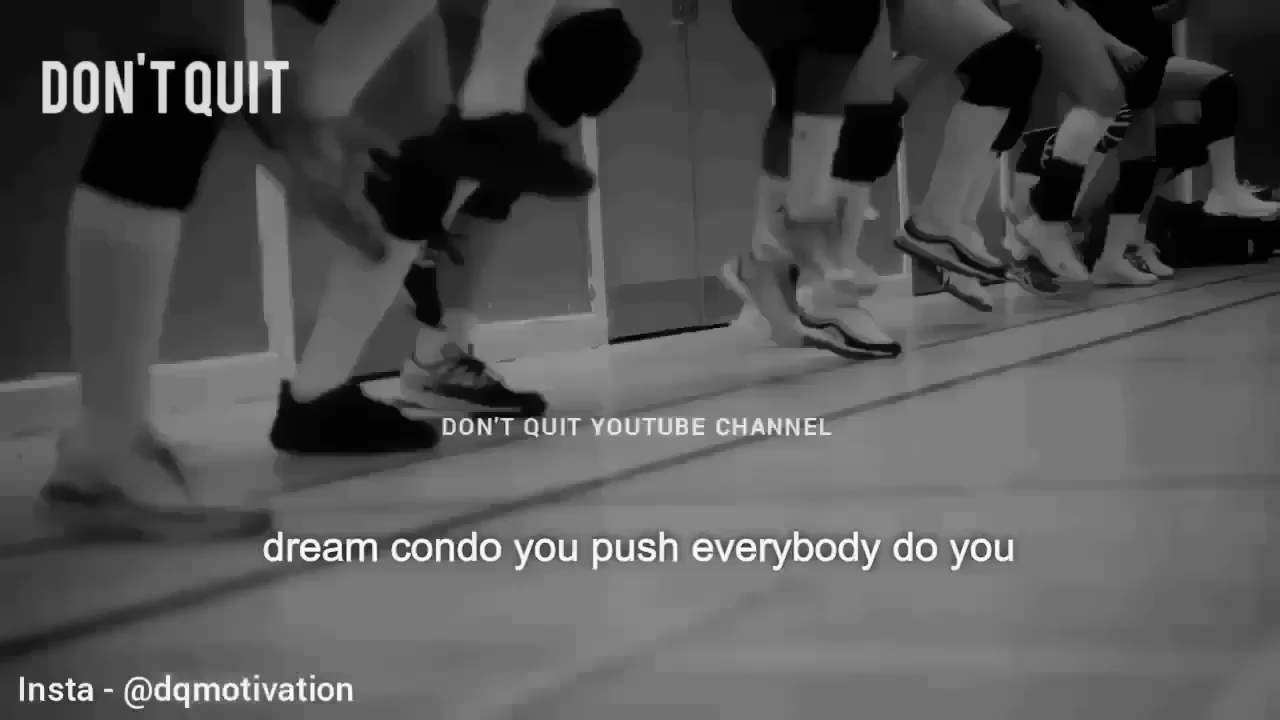 DON'T QUIT
DON'T QUIT YOUTUBE CHANNEL
dream condo you push everybody do you
Insta - @dqmotivation